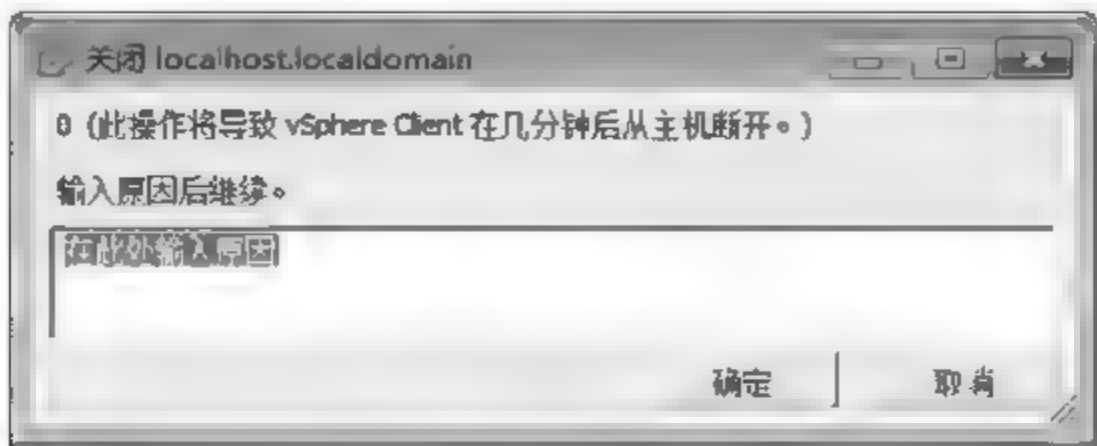 关闭 localhost.localdomain
0（此操作将导致 vSphere Client 在几分钟后从主机断开。）
输入原因后继续。
在此处输入原因
确定 取消